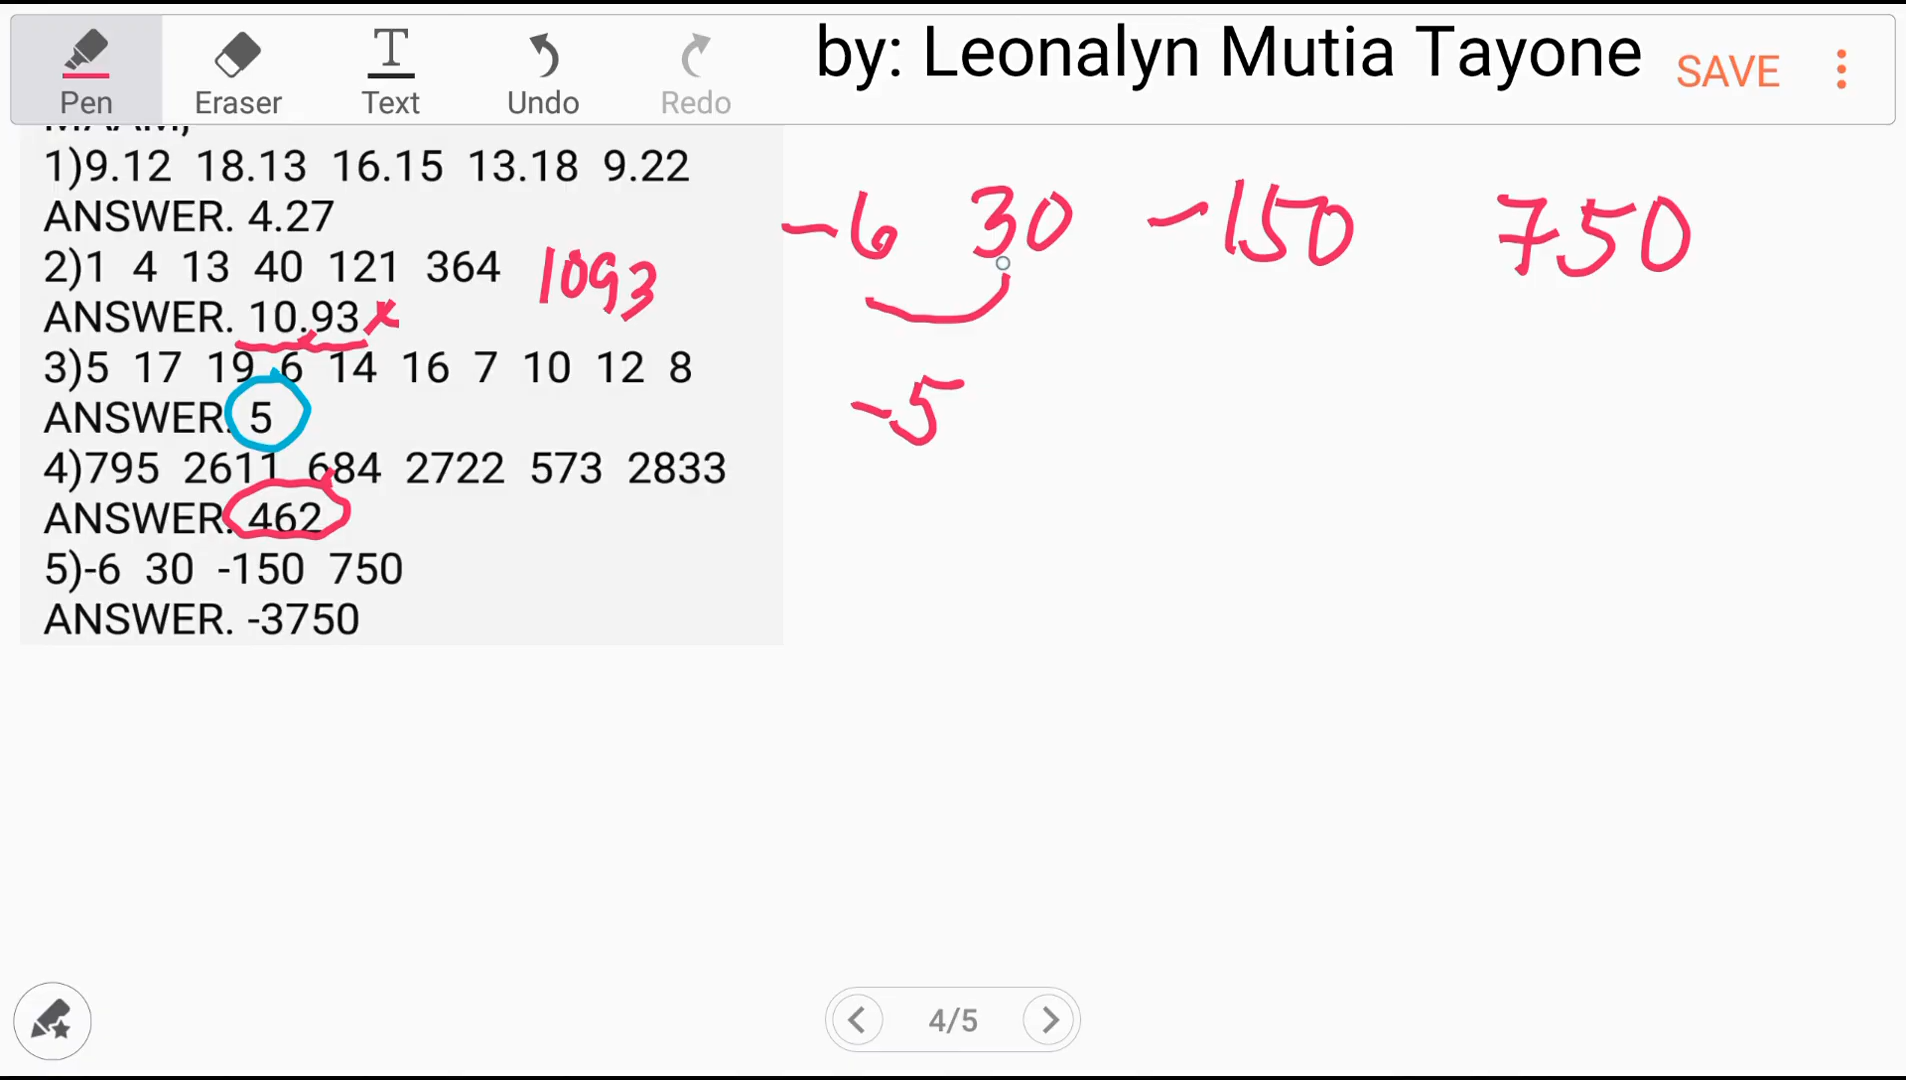 Pen Eraser Text Undo Redo by: Leonalyn Mutia Tayone SAVE
1)9.12 18.13 16.15 13.18 9.22
ANSWER. 4.27
2)1 4 13 40 121 364 1093
ANSWER. 10.93 x
3)5 17 19 6 14 16 7 10 12 8
ANSWER. 5
4)795 2611 684 2722 573 2833
ANSWER. 462
5)-6 30 -150 750
ANSWER. -3750
-6 30 -150 750
-5
4/5